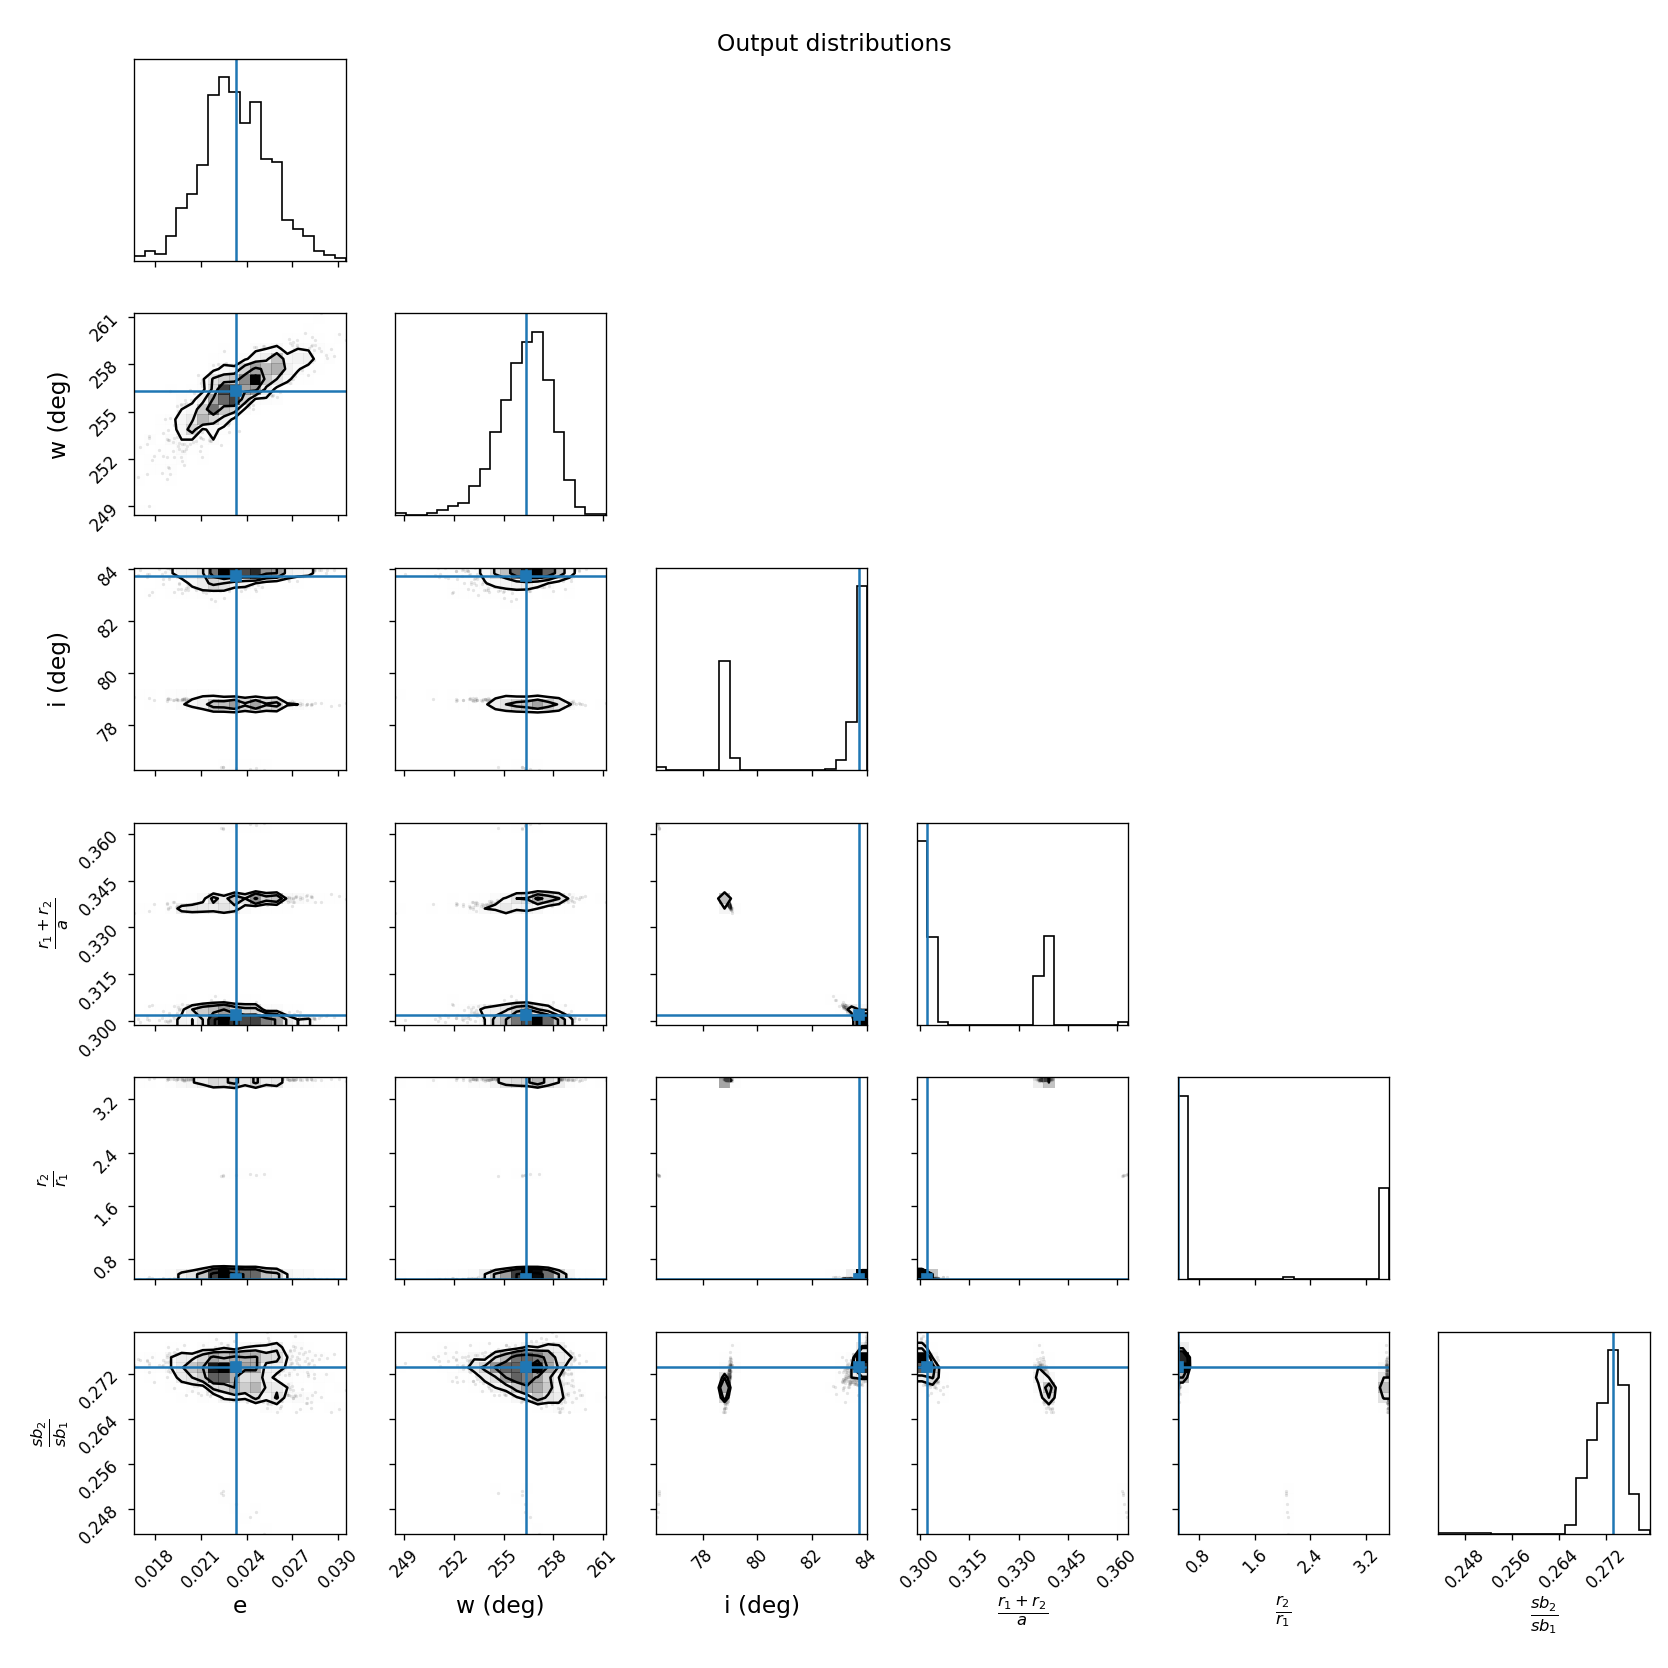 Output distributions
w (deg)
261
258
255
252
249
i (deg)
84
82
80
78
r₁ + r₂
a
0.360
0.345
0.330
0.315
0.300
r₂
r₁
3.2
2.4
1.6
0.8
sb₂
sb₁
0.272
0.264
0.256
0.248
0.018 0.021 0.024 0.027 0.030 249 252 255 258 261 78 80 82 84 0.300 0.315 0.330 0.345 0.360 0.8 1.6 2.4 3.2 0.248 0.256 0.264 0.272
e w (deg) i (deg) r₁ + r₂ r₂ sb₂
a r₁ sb₁